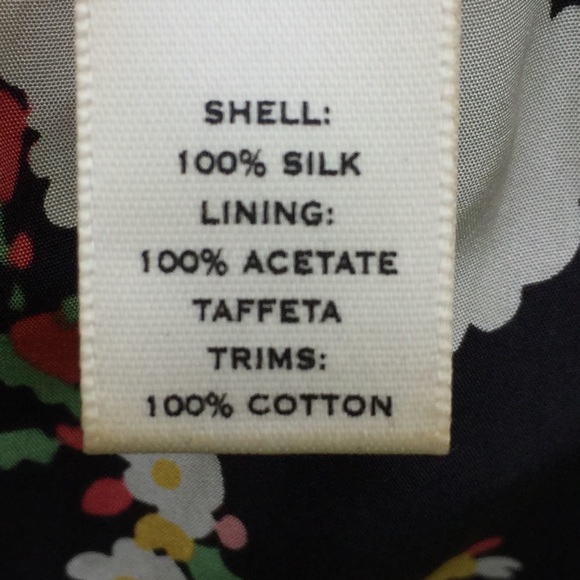 SHELL:
100% SILK
LINING:
100% ACETATE
TAFFETA
TRIMS:
100% COTTON